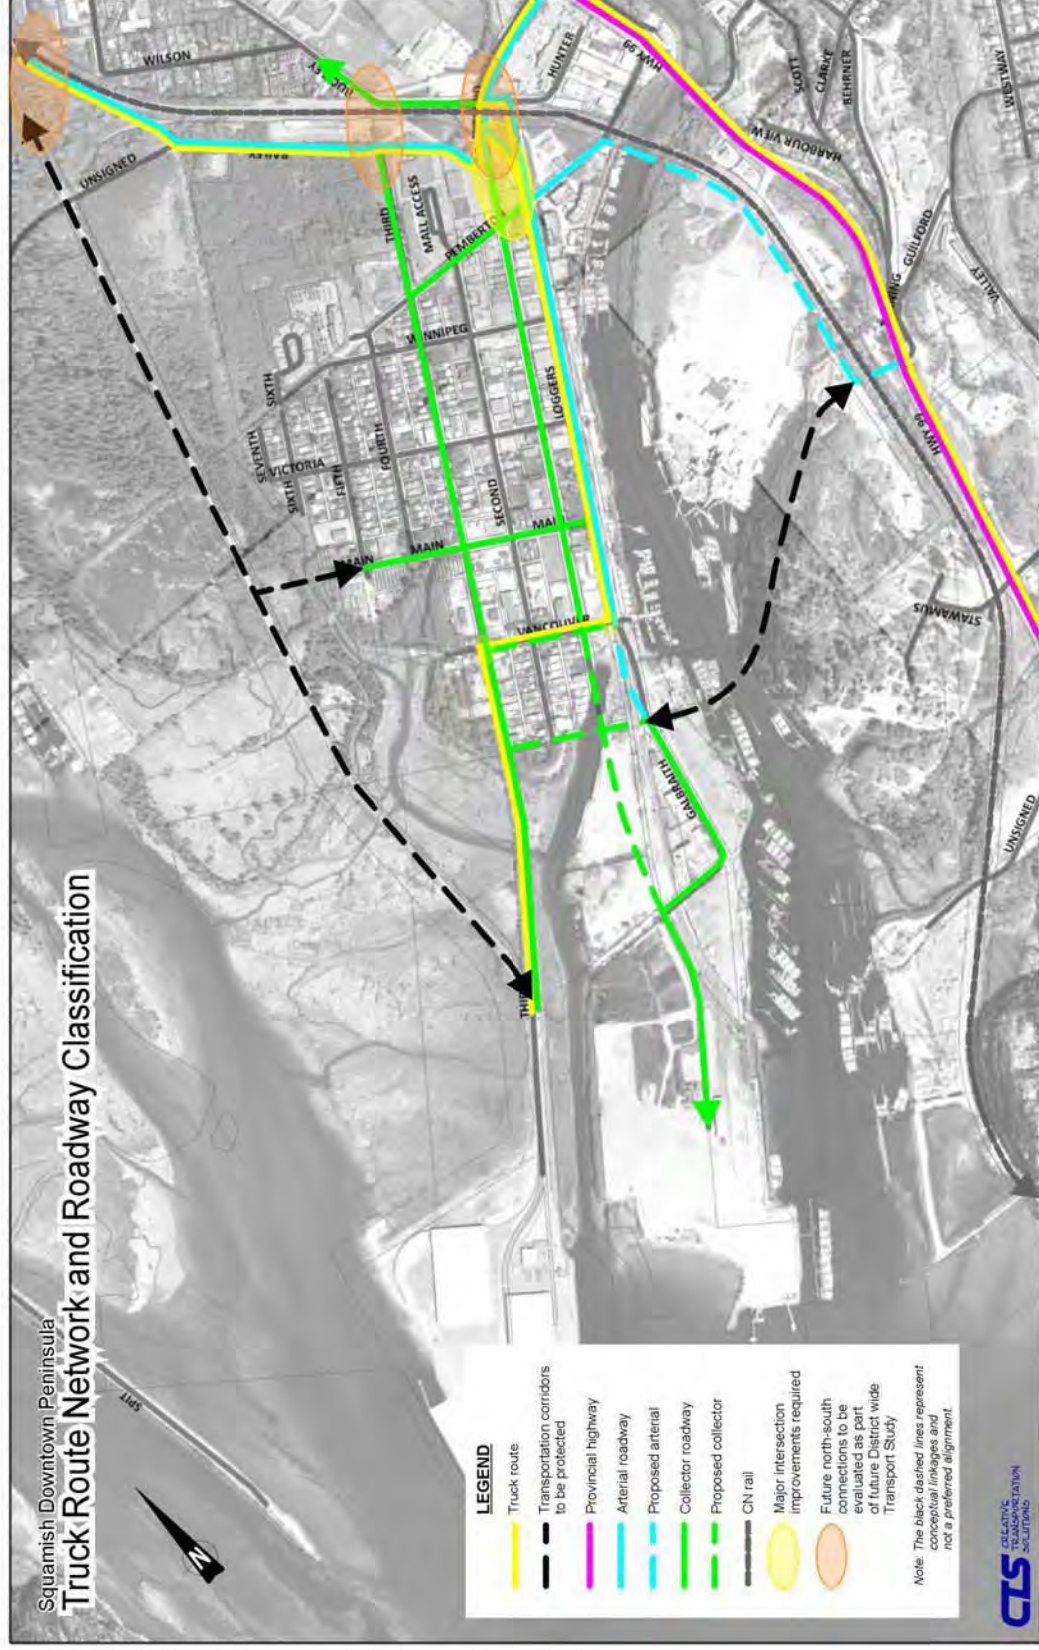 Squamish Downtown Peninsula
Truck Route Network and Roadway Classification
SPIT
N
LEGEND
Truck route
Transportation corridors
to be protected
Provincial highway
Arterial roadway
Proposed arterial
Collector roadway
Proposed collector
CN rail
Major intersection
improvements required
Future north-south
connections to be
evaluated as part
of future District wide
Transport Study
Note: The black dashed lines represent
conceptual linkages and
not a preferred alignment.
CTS CREATIVE
TRANSPORTATION
SOLUTIONS
WILSON
UNSIGNED
THIRD
MALL ACCESS
WINNIPEG
SIXTH
SEVENTH
VICTORIA
SIXTH
FIFTH
FOURTH
SECOND
LOGGERS
MAIN
MAIN
VANCOUVER
GALBRAITH
HUNTER
HWY 99
SCOTT
CLARKE
BEHRNER
WESTWAY
HARBOUR VIEW
GUILFORD
VALLEY
HWY 99
STAWAMUS
UNSIGNED